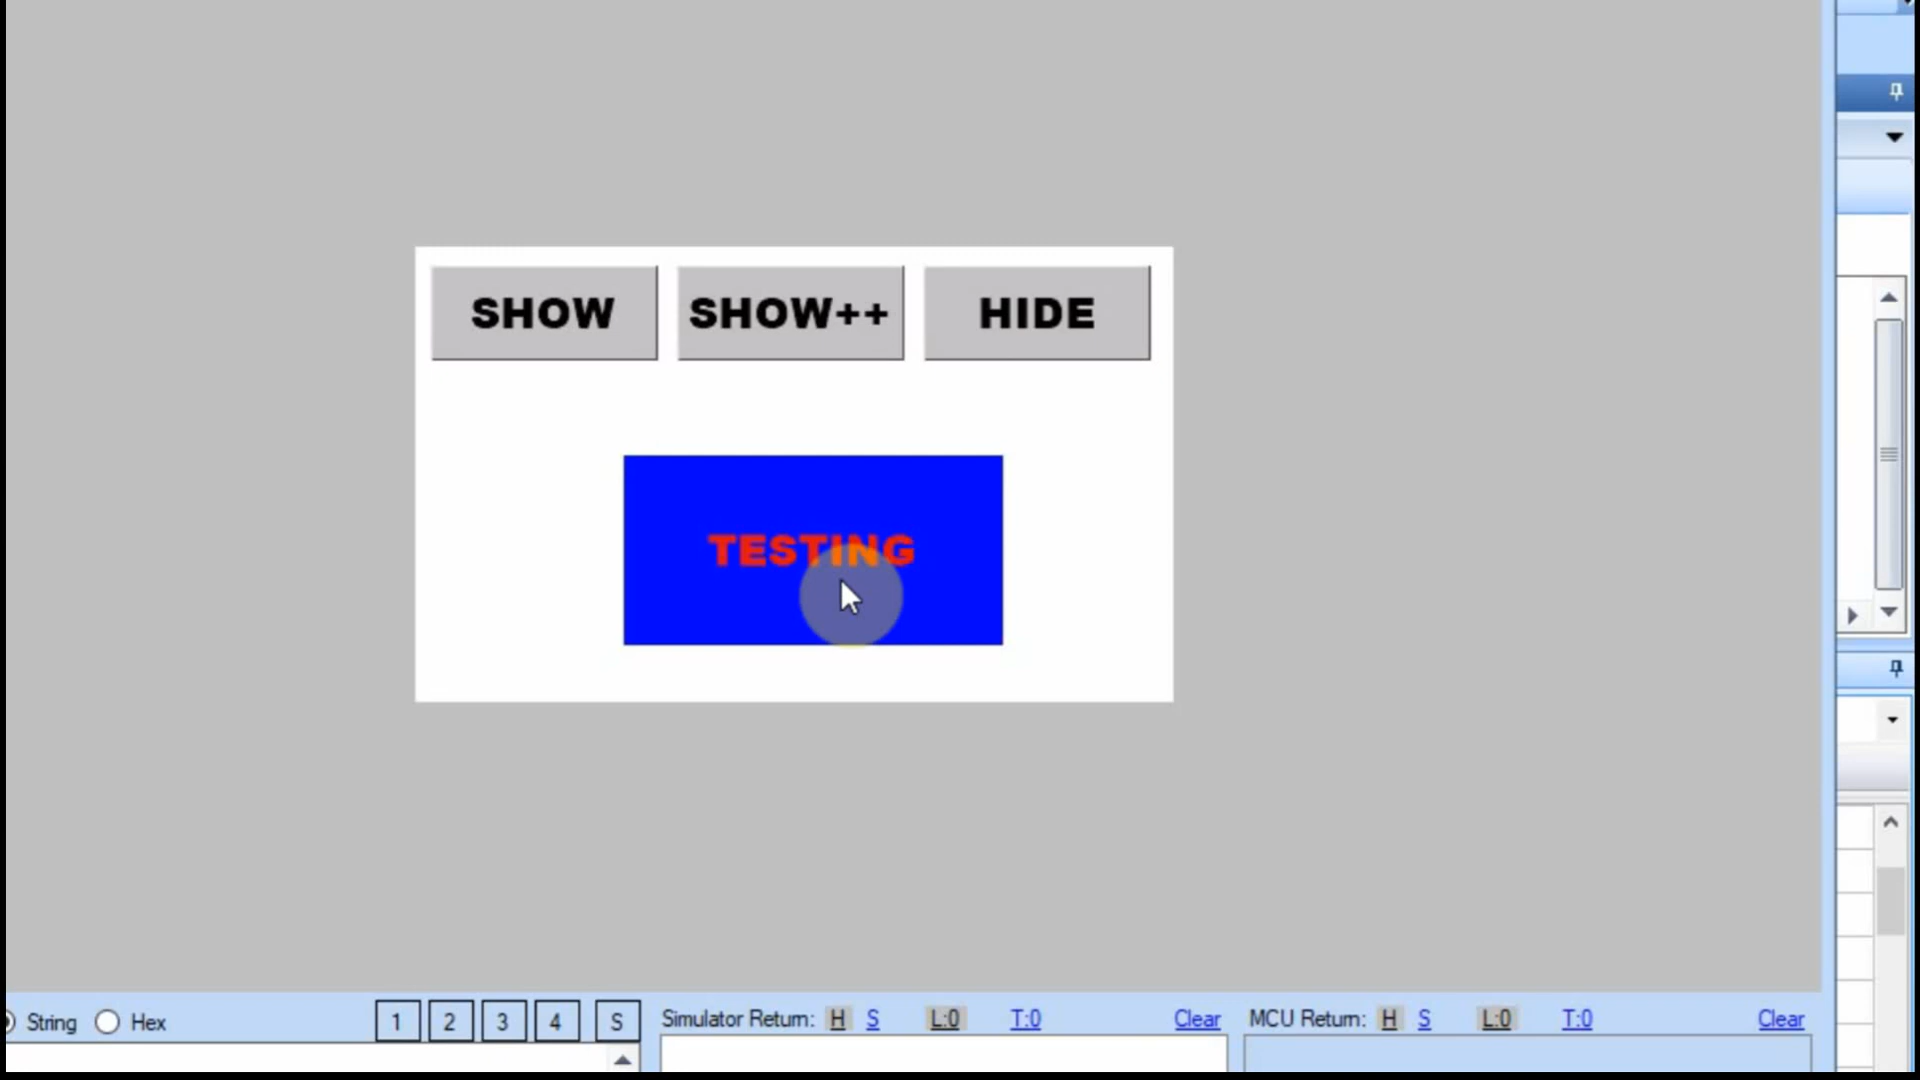 SHOW SHOW++ HIDE
TESTING
String Hex 1 2 3 4 S Simulator Return: H S L:0 T:0 Clear MCU Return: H S L:0 T:0 Clear